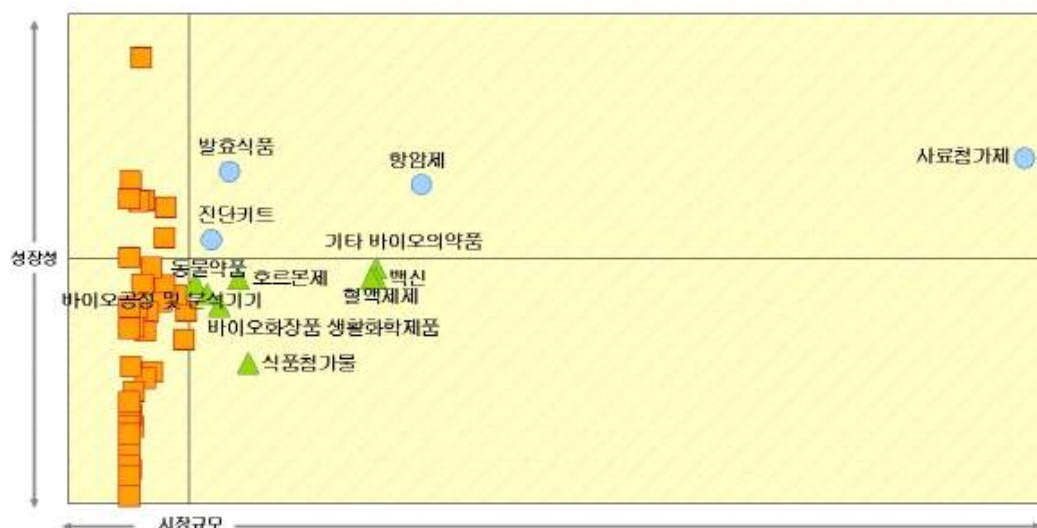 발효식품
항암제
사료첨가제
진단키트
기타 바이오의약품
성장성
동물약품
호르몬제
백신
혈액제제
바이오공정 및 분석기기
바이오화장품 생활화학제품
식품첨가물
시장규모